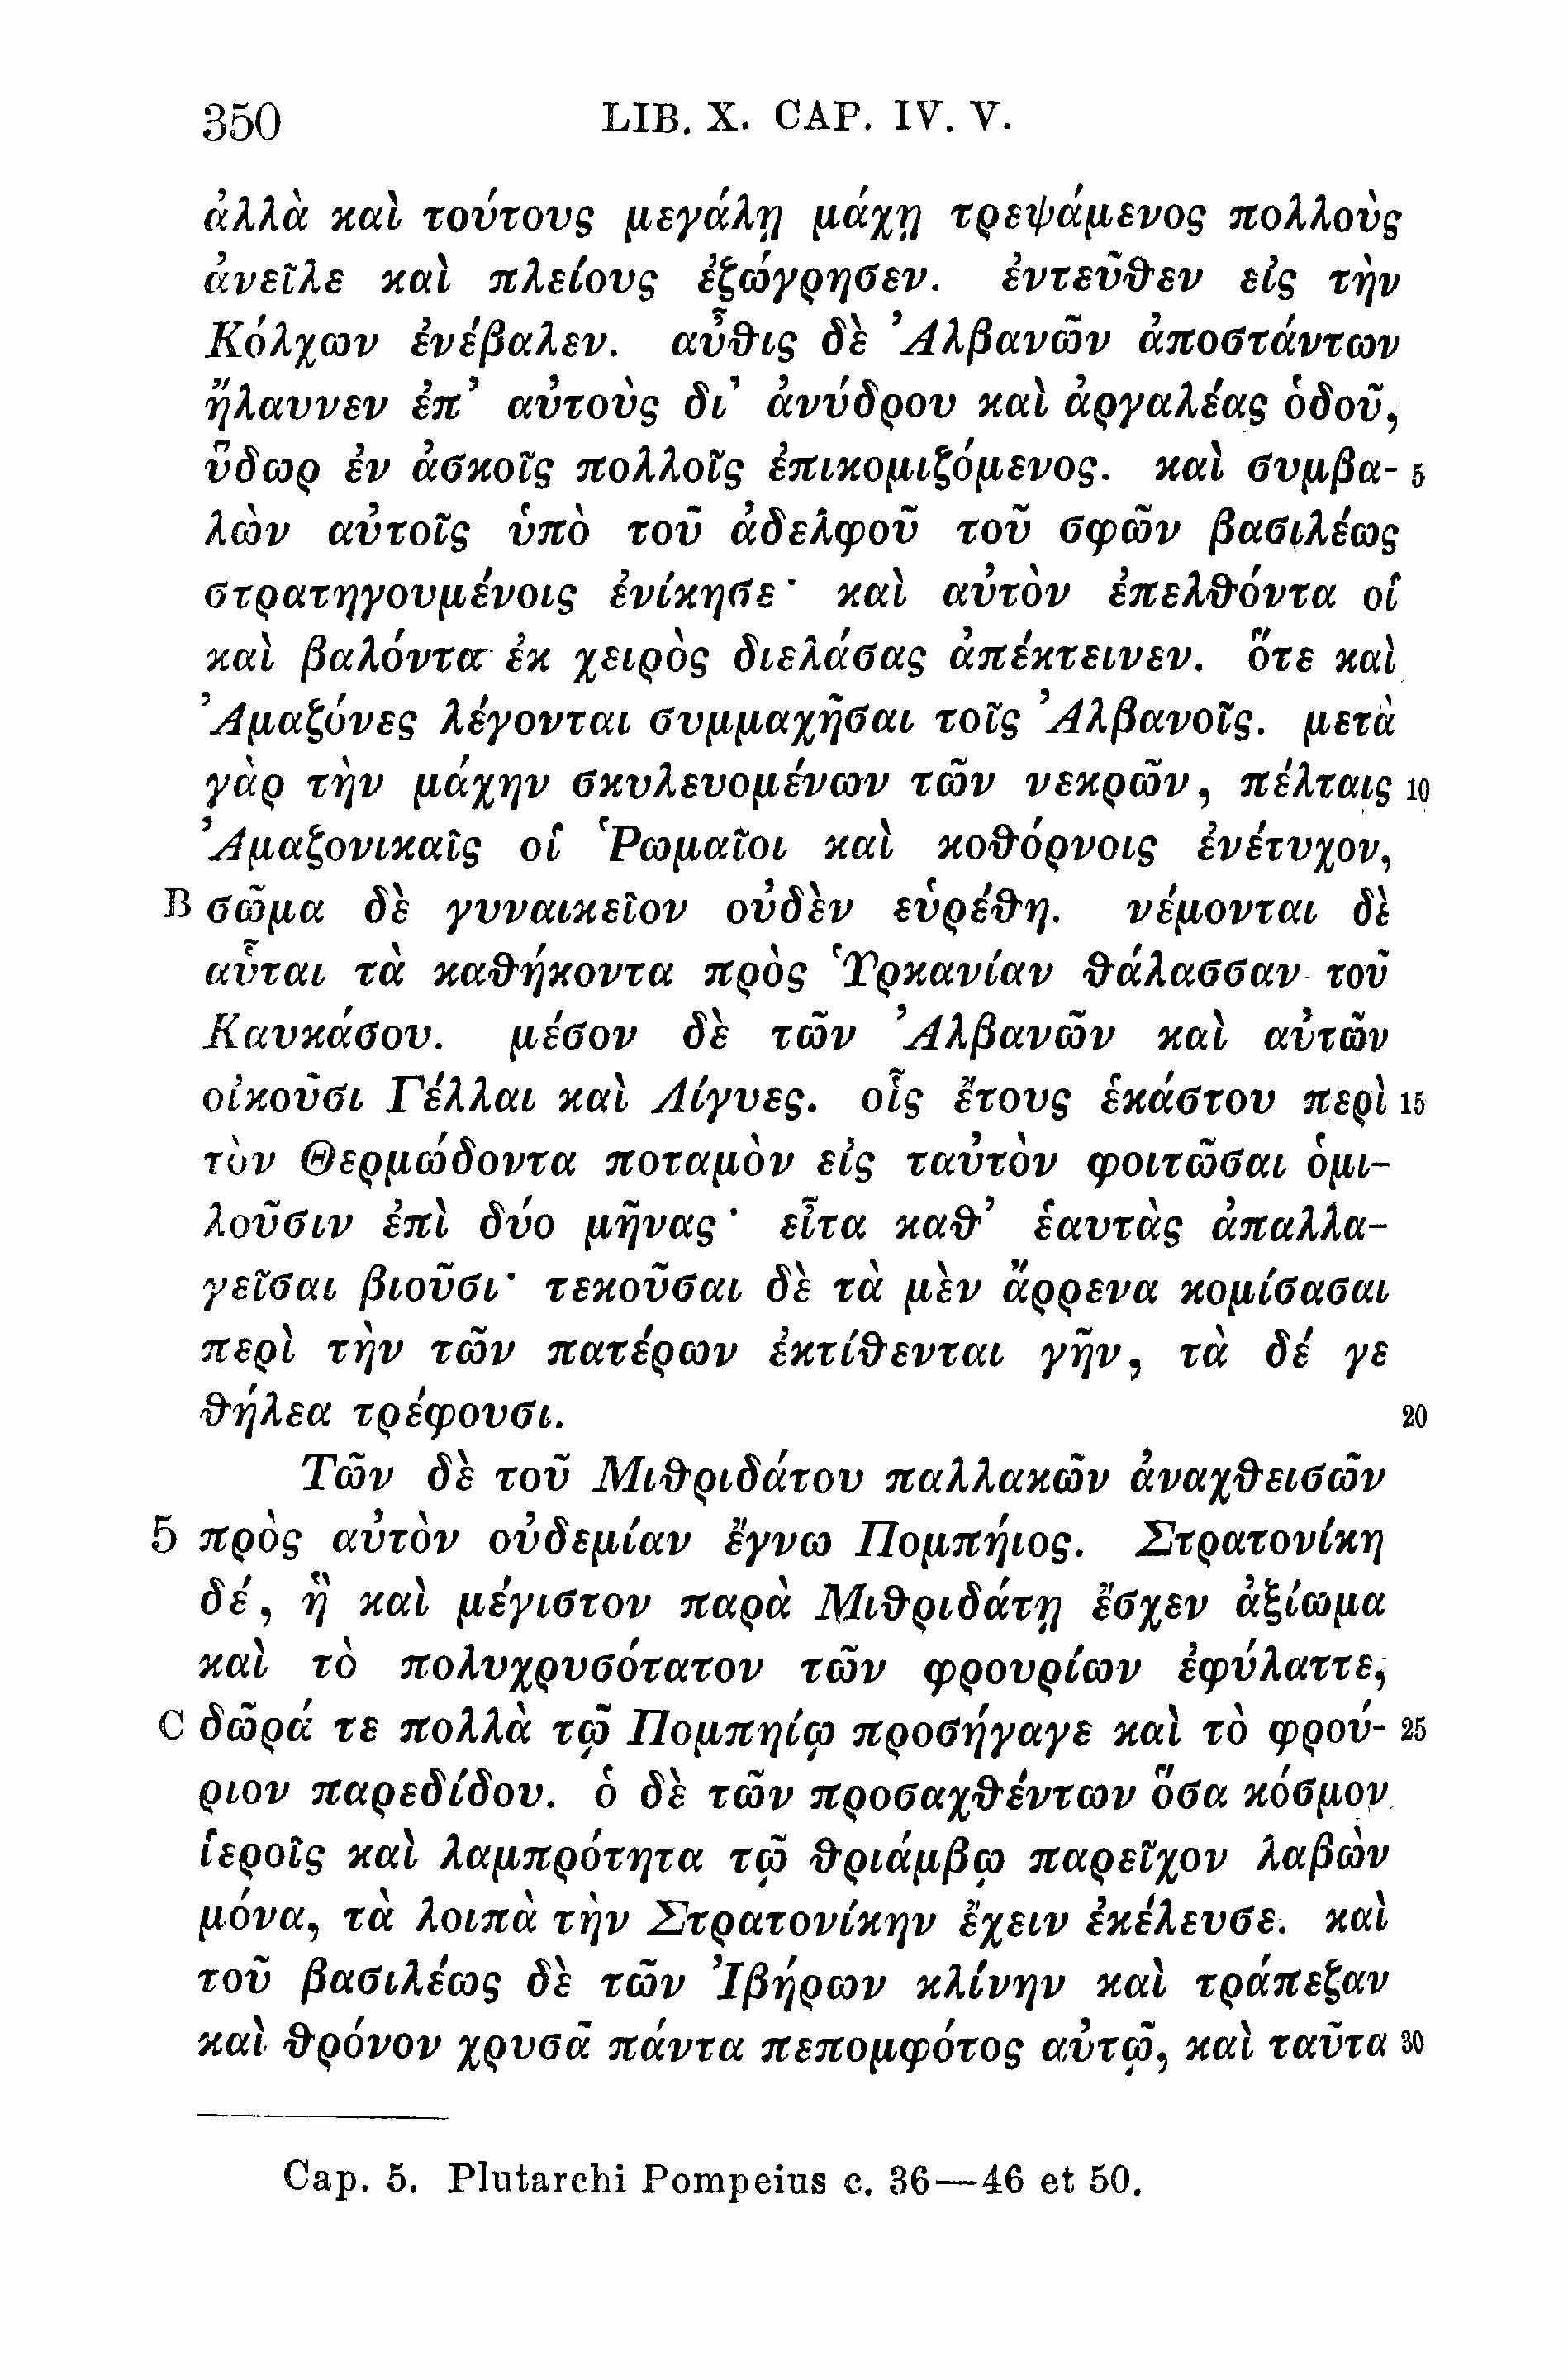 350 LIB. X. CAP. IV. V.
ἀλλὰ καὶ τούτους μεγάλῃ μάχῃ τρεψάμενος πολλοὺς
ἀνεῖλε καὶ πλείους ἐζώγρησεν. ἐντεῦθεν εἰς τὴν
Κόλχων ἐνέβαλεν. αὖθις δὲ Ἀλβανῶν ἀποστάντων
ἤλαυνεν ἐπ’ αὐτοὺς δι’ ἀνύδρου καὶ ἀργαλέας ὁδοῦ,
ὕδωρ ἐν ἀσκοῖς πολλοῖς ἐπικομιζόμενος. καὶ συμβα- 5
λὼν αὐτοῖς ὑπὸ τοῦ ἀδελφοῦ τοῦ σφῶν βασιλέως
στρατηγουμένοις ἐνίκησε· καὶ αὐτὸν ἐπελθόντα οἱ
καὶ βαλόντα ἐκ χειρὸς διελάσας ἀπέκτεινεν. ὅτε καὶ
Ἀμαζόνες λέγονται συμμαχῆσαι τοῖς Ἀλβανοῖς. μετὰ
γὰρ τὴν μάχην σκυλευομένων τῶν νεκρῶν, πέλταις 10
Ἀμαζονικαῖς οἱ Ῥωμαῖοι καὶ κοθόρνοις ἐνέτυχον,
B σῶμα δὲ γυναικεῖον οὐδὲν εὑρέθη. νέμονται δὲ
αὗται τὰ καθήκοντα πρὸς Ὑρκανίαν θάλασσαν τοῦ
Καυκάσου. μέσον δὲ τῶν Ἀλβανῶν καὶ αὐτῶν
οἰκοῦσι Γέλλαι καὶ Λίγυες. οἷς ἔτους ἑκάστου περὶ 15
τὸν Θερμώδοντα ποταμὸν εἰς ταὐτὸν φοιτῶσαι ὁμι-
λοῦσιν ἐπὶ δύο μῆνας· εἶτα καθ’ ἑαυτὰς ἀπαλλα-
γεῖσαι βιοῦσι· τεκοῦσαι δὲ τὰ μὲν ἄρρενα κομίσασαι
περὶ τὴν τῶν πατέρων ἐκτίθενται γῆν, τὰ δέ γε
θήλεα τρέφουσι. 20
Τῶν δὲ τοῦ Μιθριδάτου παλλακῶν ἀναχθεισῶν
5 πρὸς αὐτὸν οὐδεμίαν ἔγνω Πομπήιος. Στρατονίκη
δέ, ἣ καὶ μέγιστον παρὰ Μιθριδάτῃ ἔσχεν ἀξίωμα
καὶ τὸ πολυχρυσότατον τῶν φρουρίων ἐφύλαττε,
C δῶρά τε πολλὰ τῷ Πομπηίῳ προσήγαγε καὶ τὸ φρού- 25
ριον παρεδίδου. ὁ δὲ τῶν προσαχθέντων ὅσα κόσμον
ἱεροῖς καὶ λαμπρότητα τῷ θριάμβῳ παρεῖχον λαβὼν
μόνα, τὰ λοιπὰ τὴν Στρατονίκην ἔχειν ἐκέλευσε. καὶ
τοῦ βασιλέως δὲ τῶν Ἰβήρων κλίνην καὶ τράπεζαν
καὶ θρόνον χρυσᾶ πάντα πεπομφότος αὐτῷ, καὶ ταῦτα 30
Cap. 5. Plutarchi Pompeius c. 36—46 et 50.